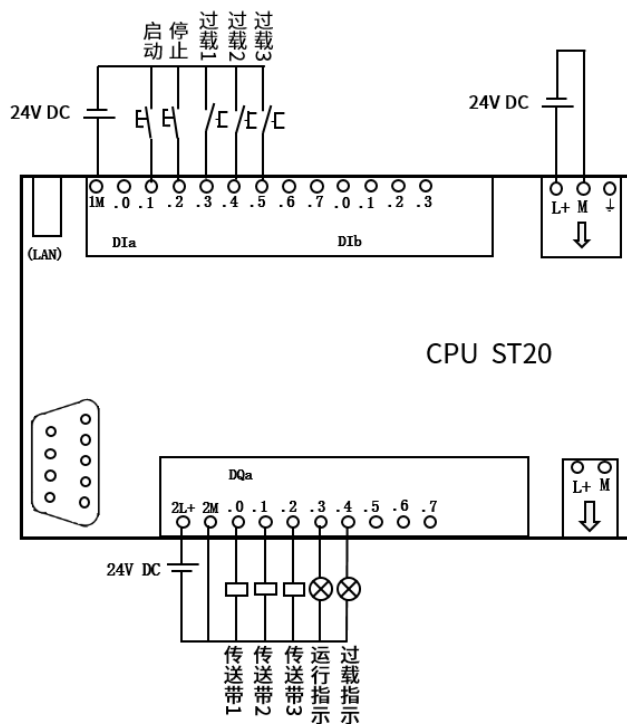 启动 停止 过载1 过载2 过载3
24V DC
24V DC
1M .0 .1 .2 .3 .4 .5 .6 .7 .0 .1 .2 .3
L+ M
(LAN)
DIa DIb
CPU ST20
DQa
2L+ 2M .0 .1 .2 .3 .4 .5 .6 .7
L+ M
24V DC
传送带1 传送带2 传送带3 运行指示 过载指示